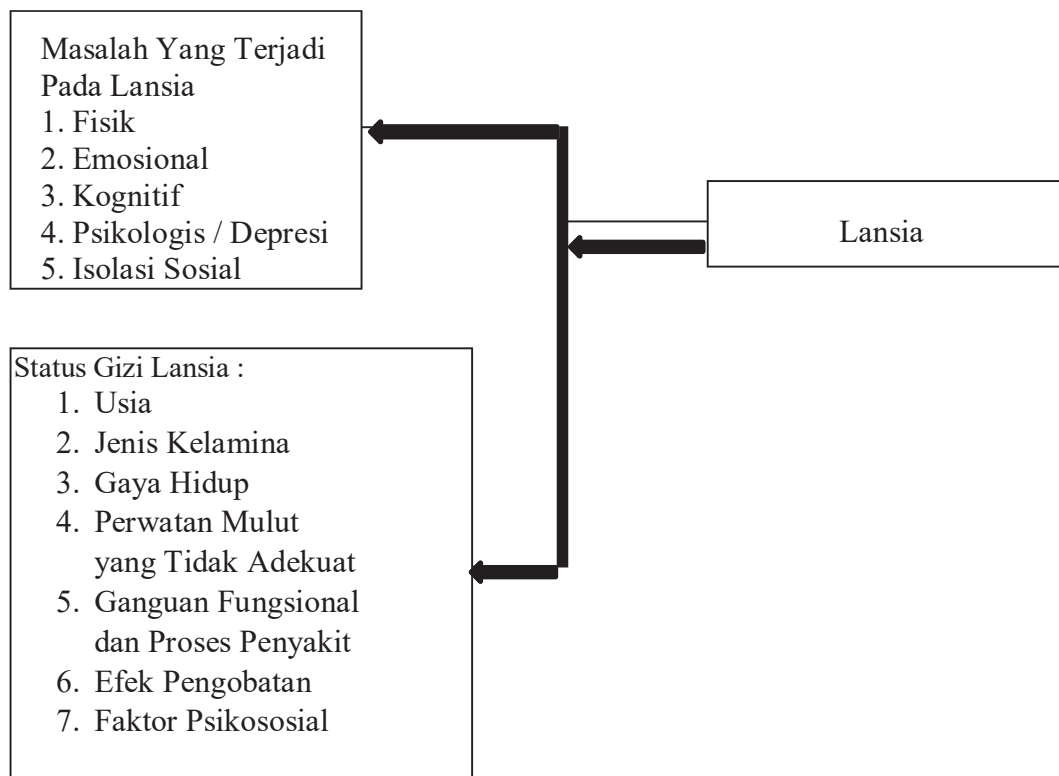 Masalah Yang Terjadi
Pada Lansia
1. Fisik
2. Emosional
3. Kognitif
4. Psikologis / Depresi
5. Isolasi Sosial
Lansia
Status Gizi Lansia :
1. Usia
2. Jenis Kelamina
3. Gaya Hidup
4. Perwatan Mulut
yang Tidak Adekuat
5. Ganguan Fungsional
dan Proses Penyakit
6. Efek Pengobatan
7. Faktor Psikososial